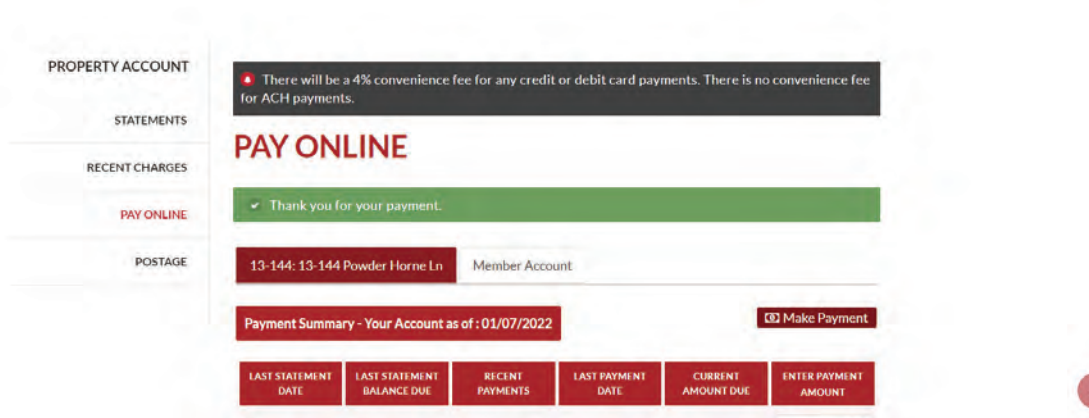 PROPERTY ACCOUNT
STATEMENTS
RECENT CHARGES
PAY ONLINE
POSTAGE
There will be a 4% convenience fee for any credit or debit card payments. There is no convenience fee
for ACH payments.
PAY ONLINE
Thank you for your payment.
13-144: 13-144 Powder Horne Ln Member Account
Payment Summary - Your Account as of : 01/07/2022
Make Payment
LAST STATEMENT DATE
LAST STATEMENT BALANCE DUE
RECENT PAYMENTS
LAST PAYMENT DATE
CURRENT AMOUNT DUE
ENTER PAYMENT AMOUNT